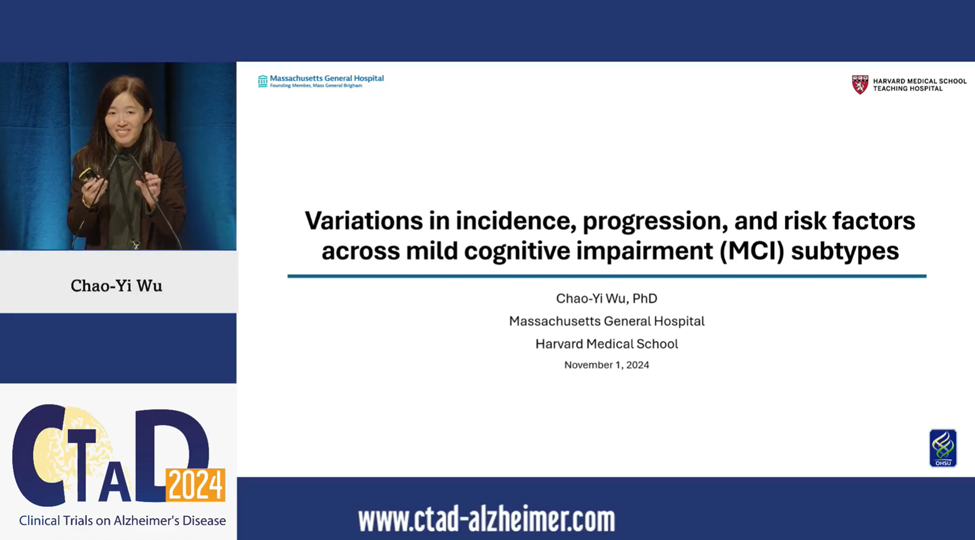 Massachusetts General Hospital
Founding Member, Mass General Brigham
HARVARD MEDICAL SCHOOL
TEACHING HOSPITAL
Variations in incidence, progression, and risk factors
across mild cognitive impairment (MCI) subtypes
Chao-Yi Wu, PhD
Massachusetts General Hospital
Harvard Medical School
November 1, 2024
OHSU
Chao-Yi Wu
CTAD
2024
Clinical Trials on Alzheimer's Disease
www.ctad-alzheimer.com